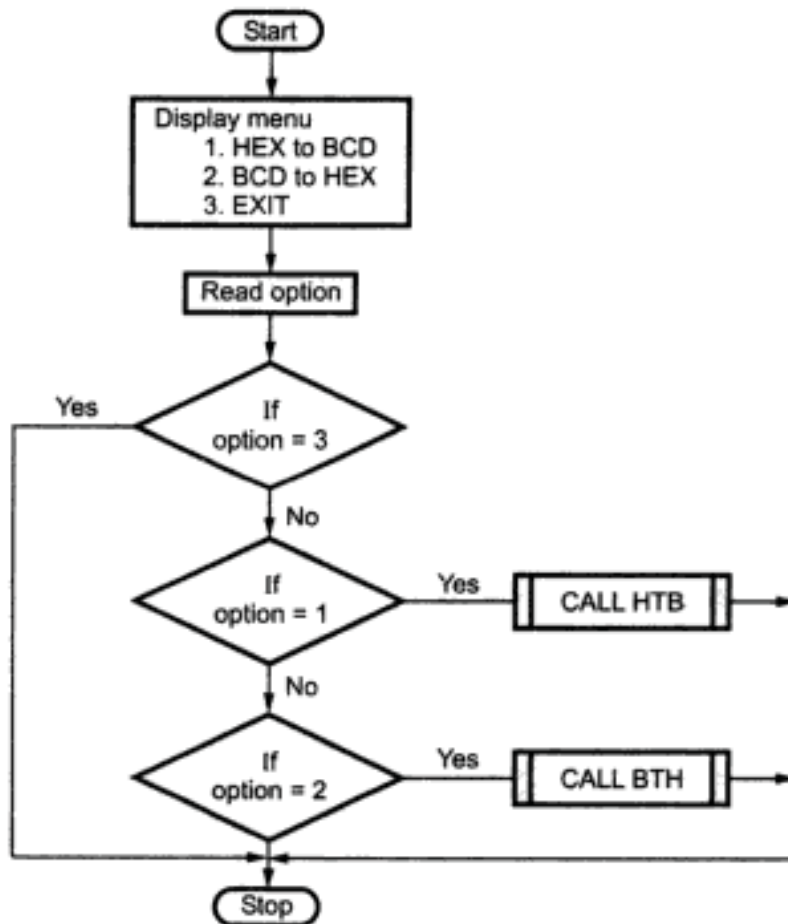 Start
Display menu
1. HEX to BCD
2. BCD to HEX
3. EXIT
Read option
Yes
If
option = 3
No
If
option = 1
Yes
CALL HTB
No
If
option = 2
Yes
CALL BTH
Stop